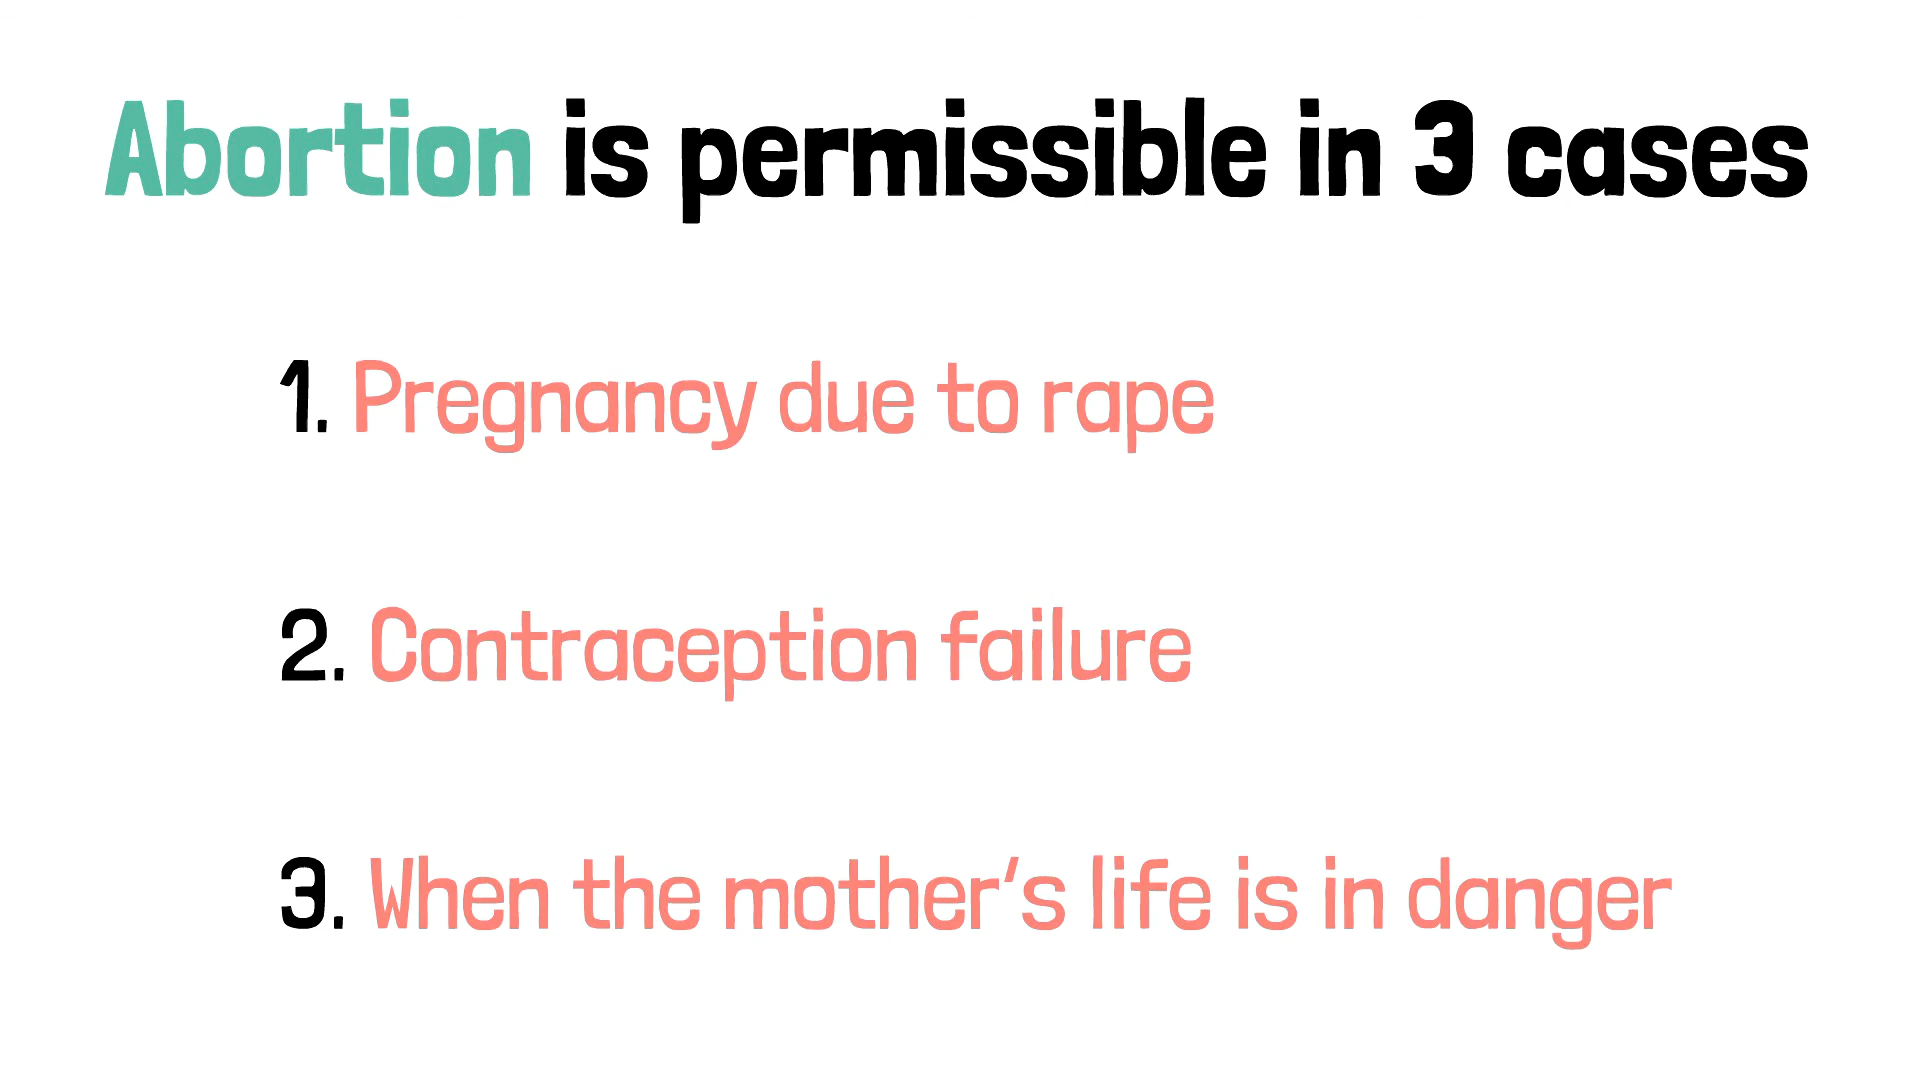 Abortion is permissible in 3 cases
1. Pregnancy due to rape
2. Contraception failure
3. When the mother's life is in danger